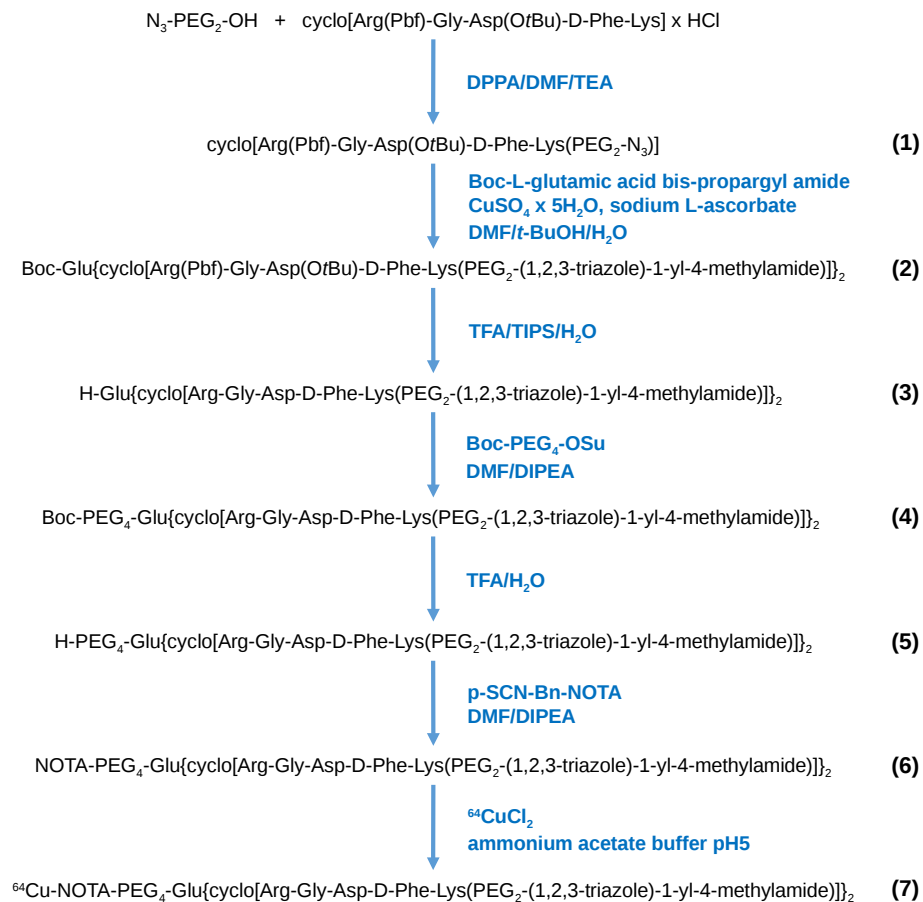 N₃-PEG₂-OH + cyclo[Arg(Pbf)-Gly-Asp(OtBu)-D-Phe-Lys] x HCl
DPPA/DMF/TEA
cyclo[Arg(Pbf)-Gly-Asp(OtBu)-D-Phe-Lys(PEG₂-N₃)] (1)
Boc-L-glutamic acid bis-propargyl amide
CuSO₄ x 5H₂O, sodium L-ascorbate
DMF/t-BuOH/H₂O
Boc-Glu{cyclo[Arg(Pbf)-Gly-Asp(OtBu)-D-Phe-Lys(PEG₂-(1,2,3-triazole)-1-yl-4-methylamide)]}₂ (2)
TFA/TIPS/H₂O
H-Glu{cyclo[Arg-Gly-Asp-D-Phe-Lys(PEG₂-(1,2,3-triazole)-1-yl-4-methylamide)]}₂ (3)
Boc-PEG₄-OSu
DMF/DIPEA
Boc-PEG₄-Glu{cyclo[Arg-Gly-Asp-D-Phe-Lys(PEG₂-(1,2,3-triazole)-1-yl-4-methylamide)]}₂ (4)
TFA/H₂O
H-PEG₄-Glu{cyclo[Arg-Gly-Asp-D-Phe-Lys(PEG₂-(1,2,3-triazole)-1-yl-4-methylamide)]}₂ (5)
p-SCN-Bn-NOTA
DMF/DIPEA
NOTA-PEG₄-Glu{cyclo[Arg-Gly-Asp-D-Phe-Lys(PEG₂-(1,2,3-triazole)-1-yl-4-methylamide)]}₂ (6)
⁶⁴CuCl₂
ammonium acetate buffer pH5
⁶⁴Cu-NOTA-PEG₄-Glu{cyclo[Arg-Gly-Asp-D-Phe-Lys(PEG₂-(1,2,3-triazole)-1-yl-4-methylamide)]}₂ (7)